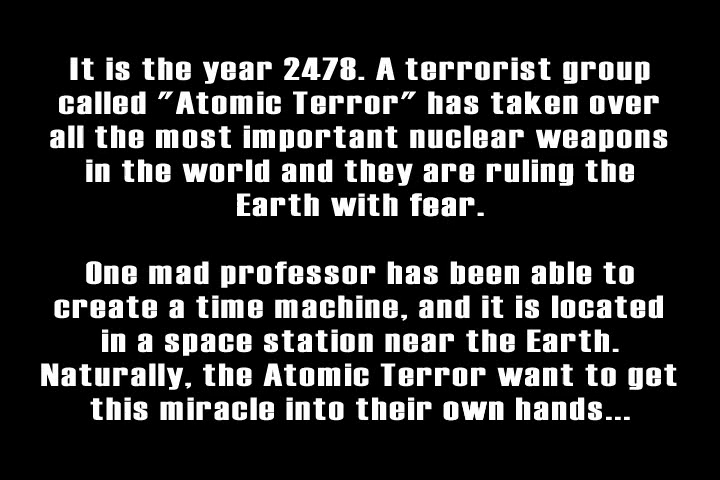 It is the year 2478. A terrorist group
called "Atomic Terror" has taken over
all the most important nuclear weapons
in the world and they are ruling the
Earth with fear.
One mad professor has been able to
create a time machine, and it is located
in a space station near the Earth.
Naturally, the Atomic Terror want to get
this miracle into their own hands...